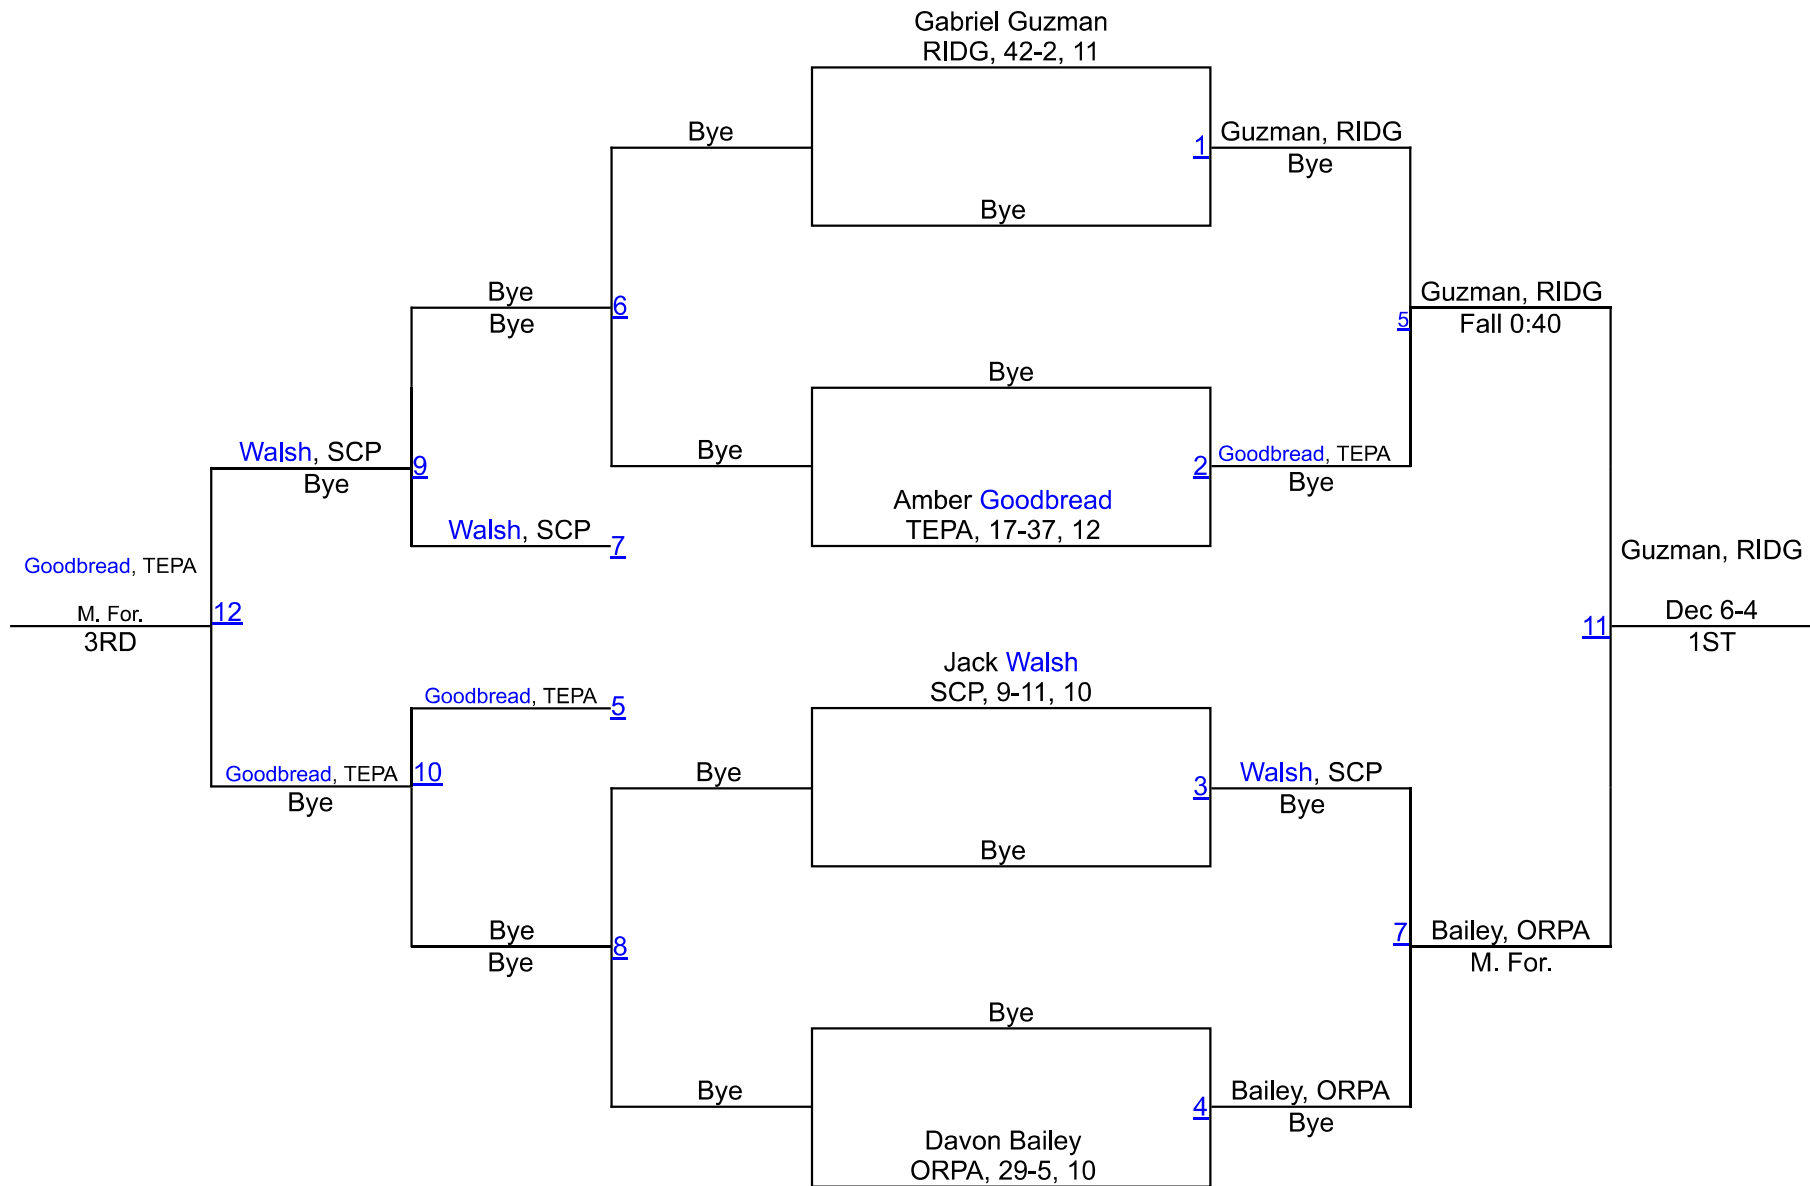 Gabriel Guzman
RIDG, 42-2, 11
Bye
1
Guzman, RIDG
Bye
Bye
Bye
6
Bye
5
Guzman, RIDG
Fall 0:40
Bye
Walsh, SCP
9
Bye
Bye
2
Goodbread, TEPA
Bye
Amber Goodbread
TEPA, 17-37, 12
Walsh, SCP
7
Goodbread, TEPA
M. For.
12
3RD
Guzman, RIDG
Dec 6-4
11
1ST
Jack Walsh
SCP, 9-11, 10
Goodbread, TEPA
5
Goodbread, TEPA
10
Bye
Bye
3
Walsh, SCP
Bye
Bye
Bye
8
Bye
7
Bailey, ORPA
M. For.
Bye
Bye
4
Bailey, ORPA
Bye
Davon Bailey
ORPA, 29-5, 10